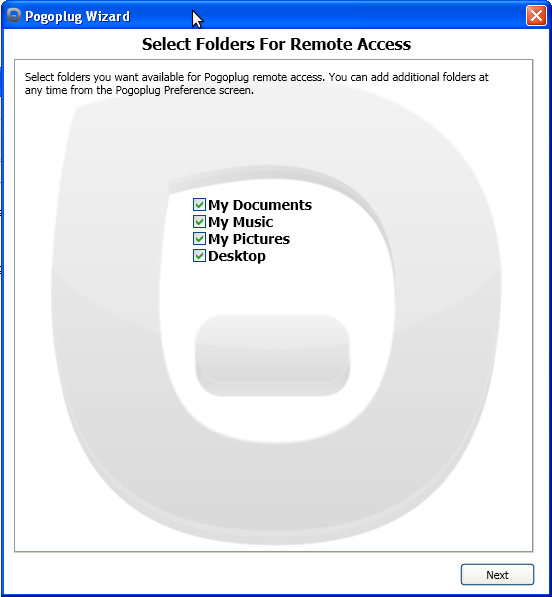 Pogoplug Wizard
Select Folders For Remote Access
Select folders you want available for Pogoplug remote access. You can add additional folders at
any time from the Pogoplug Preference screen.
My Documents
My Music
My Pictures
Desktop
Next